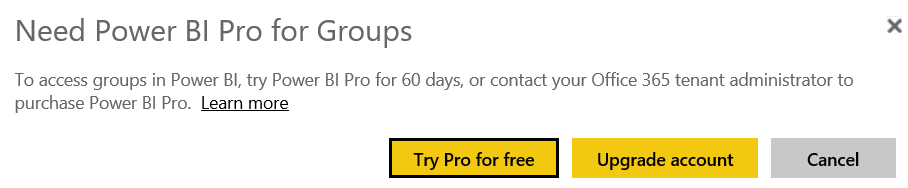 Need Power BI Pro for Groups
To access groups in Power BI, try Power BI Pro for 60 days, or contact your Office 365 tenant administrator to
purchase Power BI Pro. Learn more
Try Pro for free Upgrade account Cancel